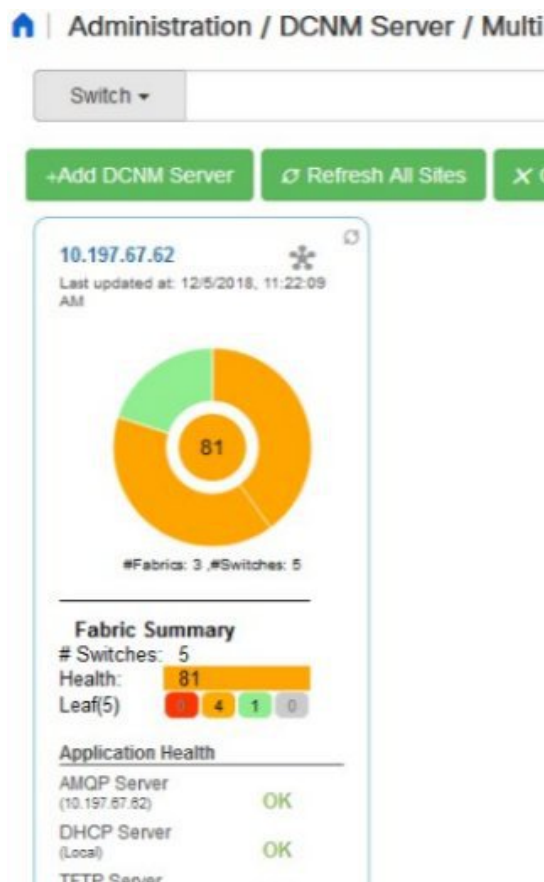 Administration / DCNM Server / Multi
Switch
+Add DCNM Server Refresh All Sites
10.197.67.62
Last updated at: 12/5/2018, 11:22:09
AM
81
#Fabrics: 3 ,#Switches: 5
Fabric Summary
# Switches: 5
Health: 81
Leaf(5) 0 4 1 0
Application Health
AMQP Server
(10.197.67.62) OK
DHCP Server
(Local) OK
TFTP Server